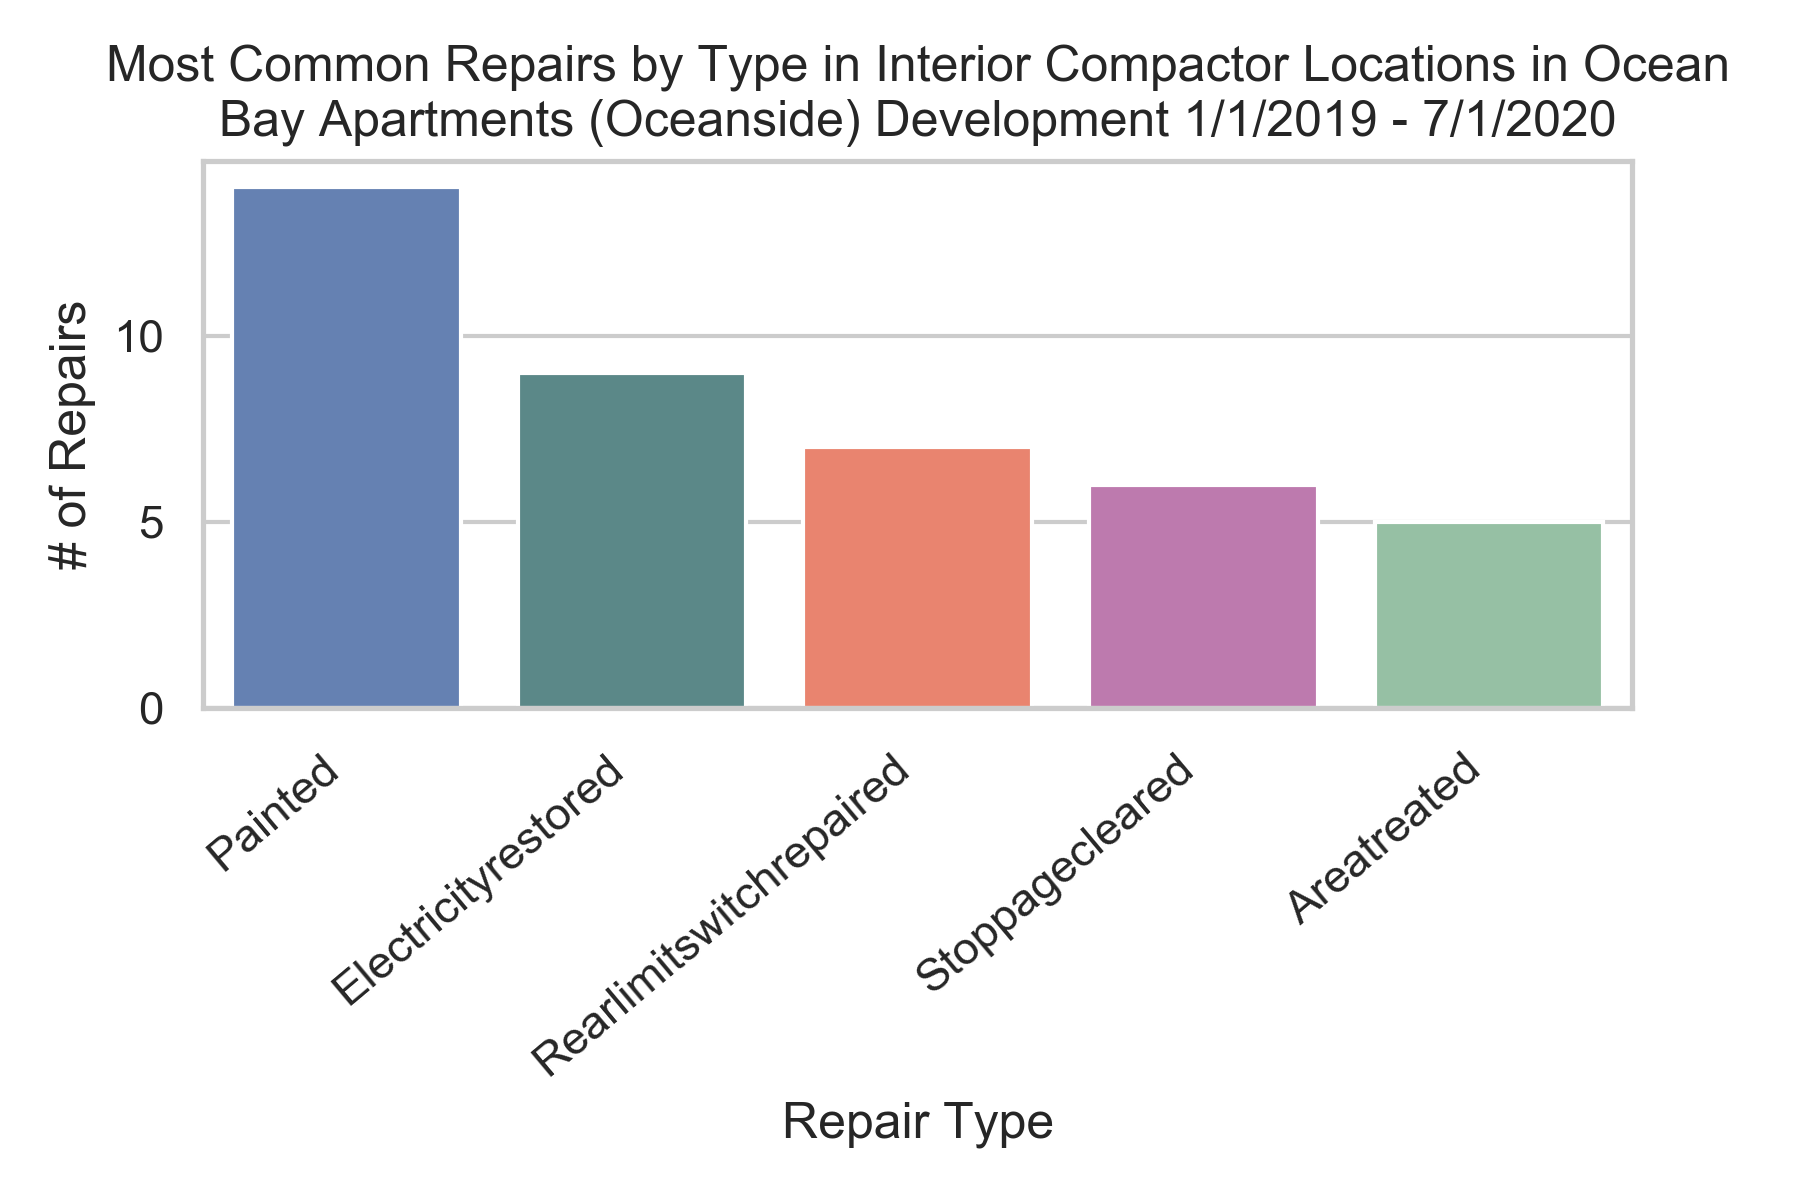 Most Common Repairs by Type in Interior Compactor Locations in Ocean
Bay Apartments (Oceanside) Development 1/1/2019 - 7/1/2020
# of Repairs
10
5
0
Painted
Electricityrestored
Rearlimitswitchrepaired
Stoppagecleared
Areatreated
Repair Type